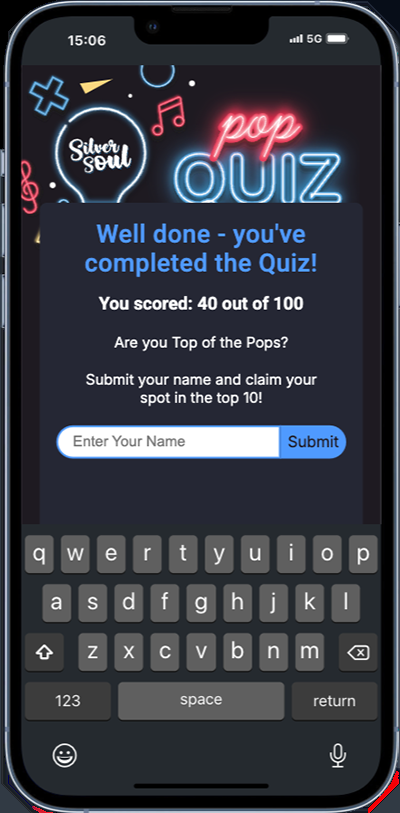 15:06
5G
Silver
Soul
pop
QUIZ
Well done - you've
completed the Quiz!
You scored: 40 out of 100
Are you Top of the Pops?
Submit your name and claim your
spot in the top 10!
Enter Your Name Submit
q w e r t y u i o p
a s d f g h j k l
z x c v b n m
123 space return